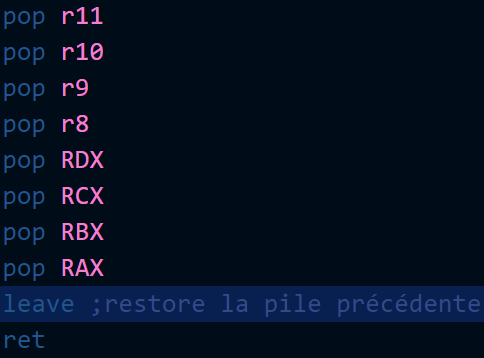 pop r11
pop r10
pop r9
pop r8
pop RDX
pop RCX
pop RBX
pop RAX
leave ;restore la pile précédente
ret